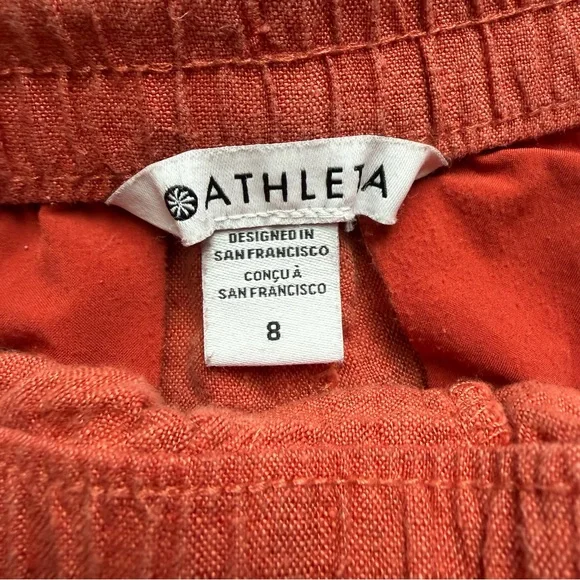 ATHLETA
DESIGNED IN
SAN FRANCISCO
CONÇU À
SAN FRANCISCO
8